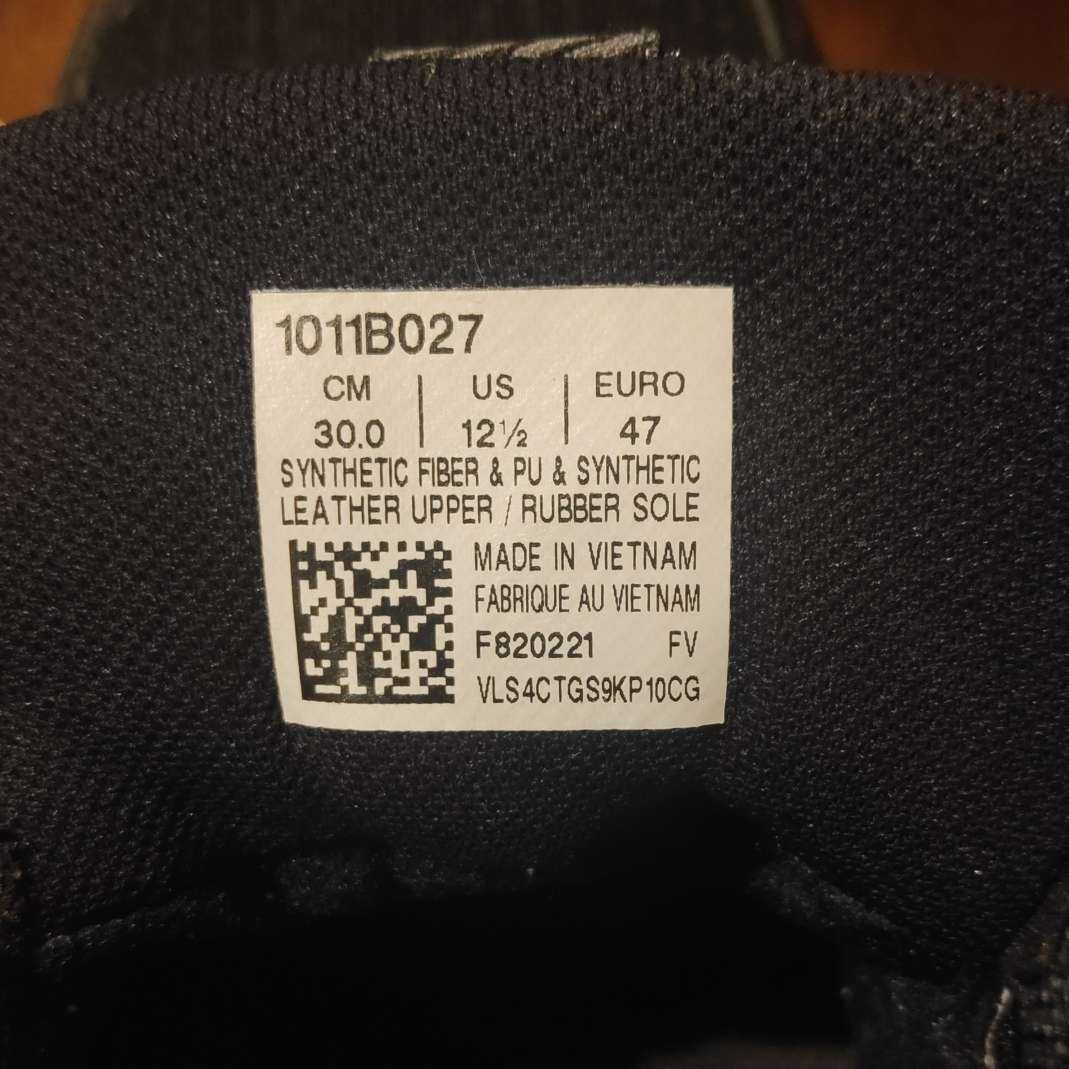 1011B027
CM | US | EURO
30.0 | 12½ | 47
SYNTHETIC FIBER & PU & SYNTHETIC
LEATHER UPPER / RUBBER SOLE
MADE IN VIETNAM
FABRIQUE AU VIETNAM
F820221 FV
VLS4CTGS9KP10CG